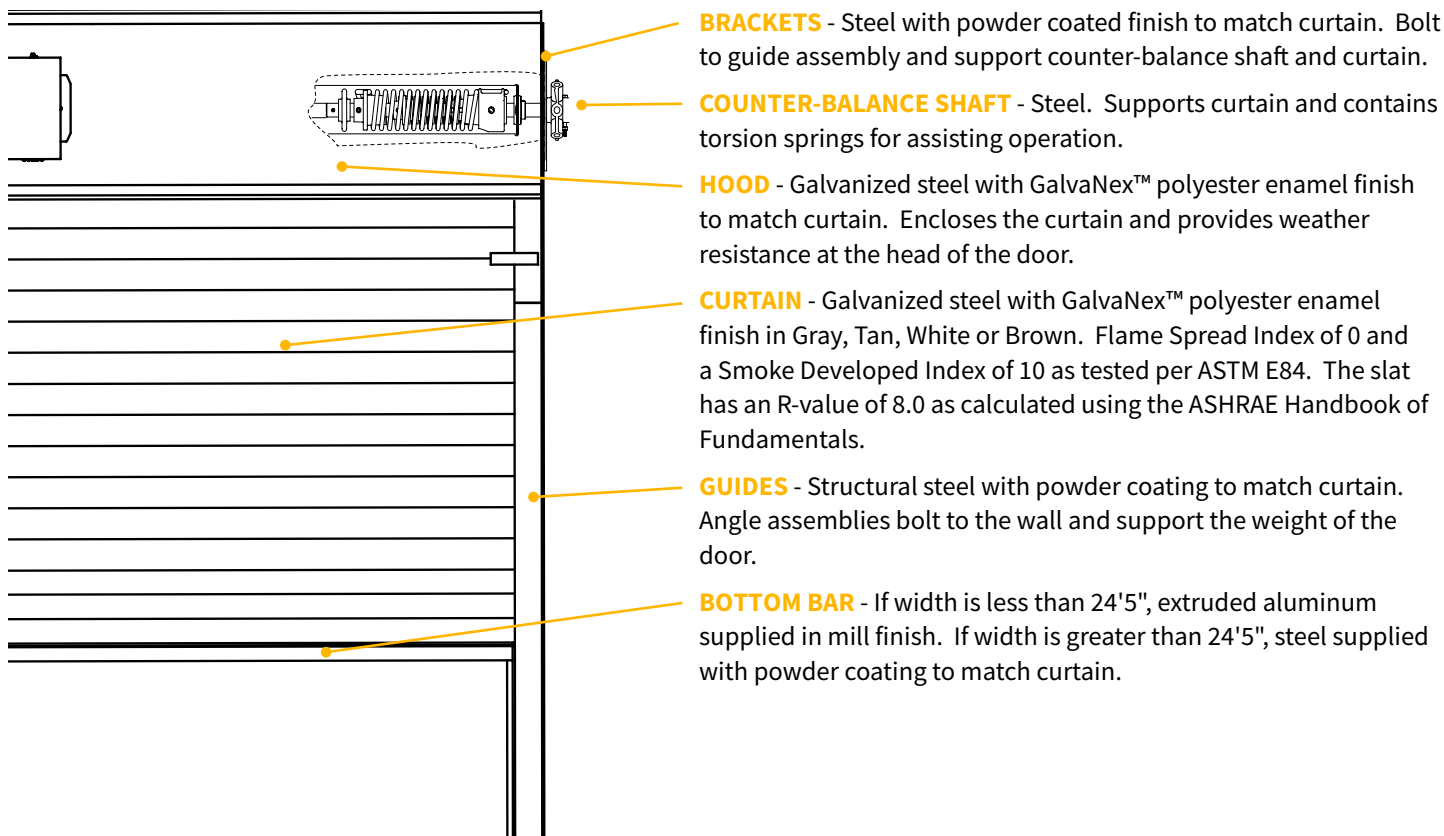 BRACKETS - Steel with powder coated finish to match curtain.  Bolt
to guide assembly and support counter-balance shaft and curtain.
COUNTER-BALANCE SHAFT - Steel.  Supports curtain and contains
torsion springs for assisting operation.
HOOD - Galvanized steel with GalvaNex™ polyester enamel finish
to match curtain.  Encloses the curtain and provides weather
resistance at the head of the door.
CURTAIN - Galvanized steel with GalvaNex™ polyester enamel
finish in Gray, Tan, White or Brown.  Flame Spread Index of 0 and
a Smoke Developed Index of 10 as tested per ASTM E84.  The slat
has an R-value of 8.0 as calculated using the ASHRAE Handbook of
Fundamentals.
GUIDES - Structural steel with powder coating to match curtain.
Angle assemblies bolt to the wall and support the weight of the
door.
BOTTOM BAR - If width is less than 24'5", extruded aluminum
supplied in mill finish.  If width is greater than 24'5", steel supplied
with powder coating to match curtain.